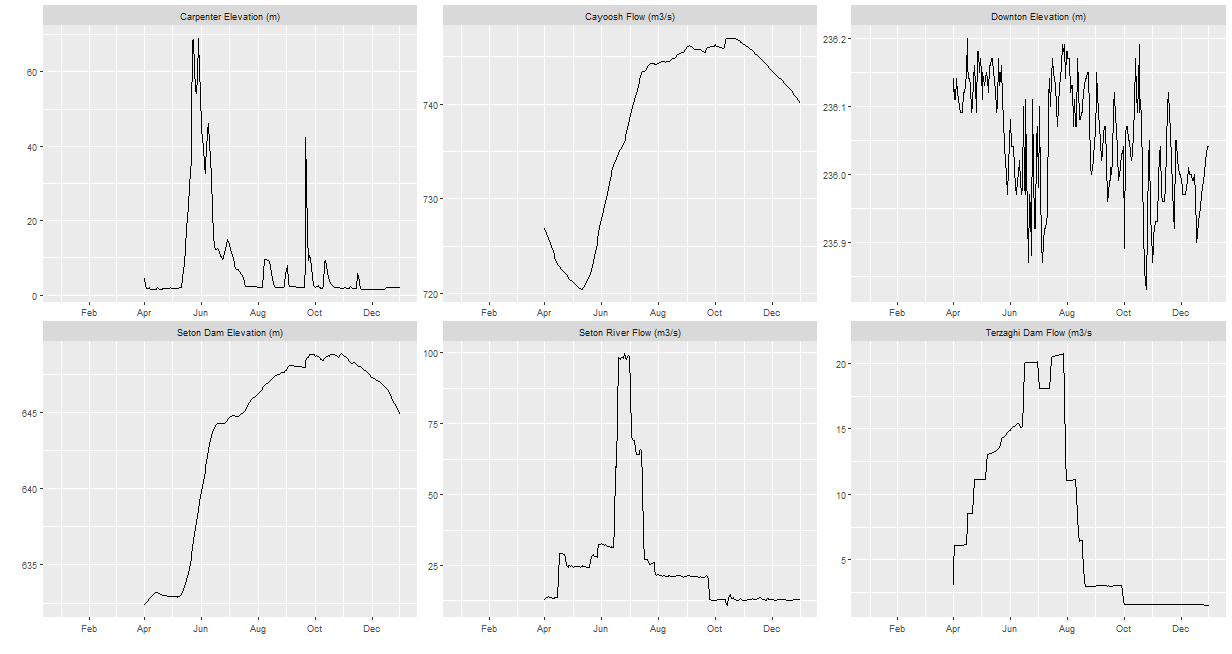 Carpenter Elevation (m)
Cayoosh Flow (m3/s)
Downton Elevation (m)
60
40
20
0
740
730
720
236.2
236.1
236.0
235.9
Feb Apr Jun Aug Oct Dec
Feb Apr Jun Aug Oct Dec
Feb Apr Jun Aug Oct Dec
Seton Dam Elevation (m)
Seton River Flow (m3/s)
Terzaghi Dam Flow (m3/s
645
640
635
100
75
50
25
20
15
10
5
Feb Apr Jun Aug Oct Dec
Feb Apr Jun Aug Oct Dec
Feb Apr Jun Aug Oct Dec